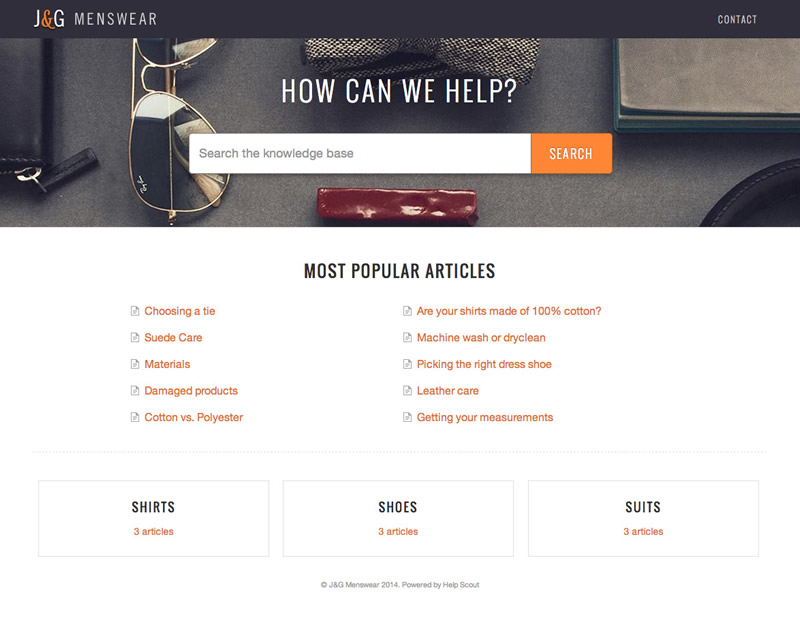 J&G MENSWEAR
CONTACT
HOW CAN WE HELP?
Search the knowledge base
SEARCH
MOST POPULAR ARTICLES
Choosing a tie
Are your shirts made of 100% cotton?
Suede Care
Machine wash or dryclean
Materials
Picking the right dress shoe
Damaged products
Leather care
Cotton vs. Polyester
Getting your measurements
SHIRTS
SHOES
SUITS
3 articles
3 articles
3 articles
© J&G Menswear 2014. Powered by Help Scout